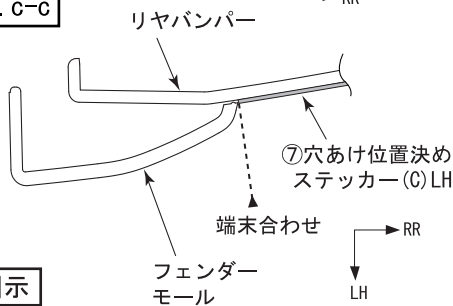 C-C
RR
リヤバンパー
⑦穴あけ位置決め
ステッカー(C)LH
端末合わせ
RR
フェンダー
モール
LH
示